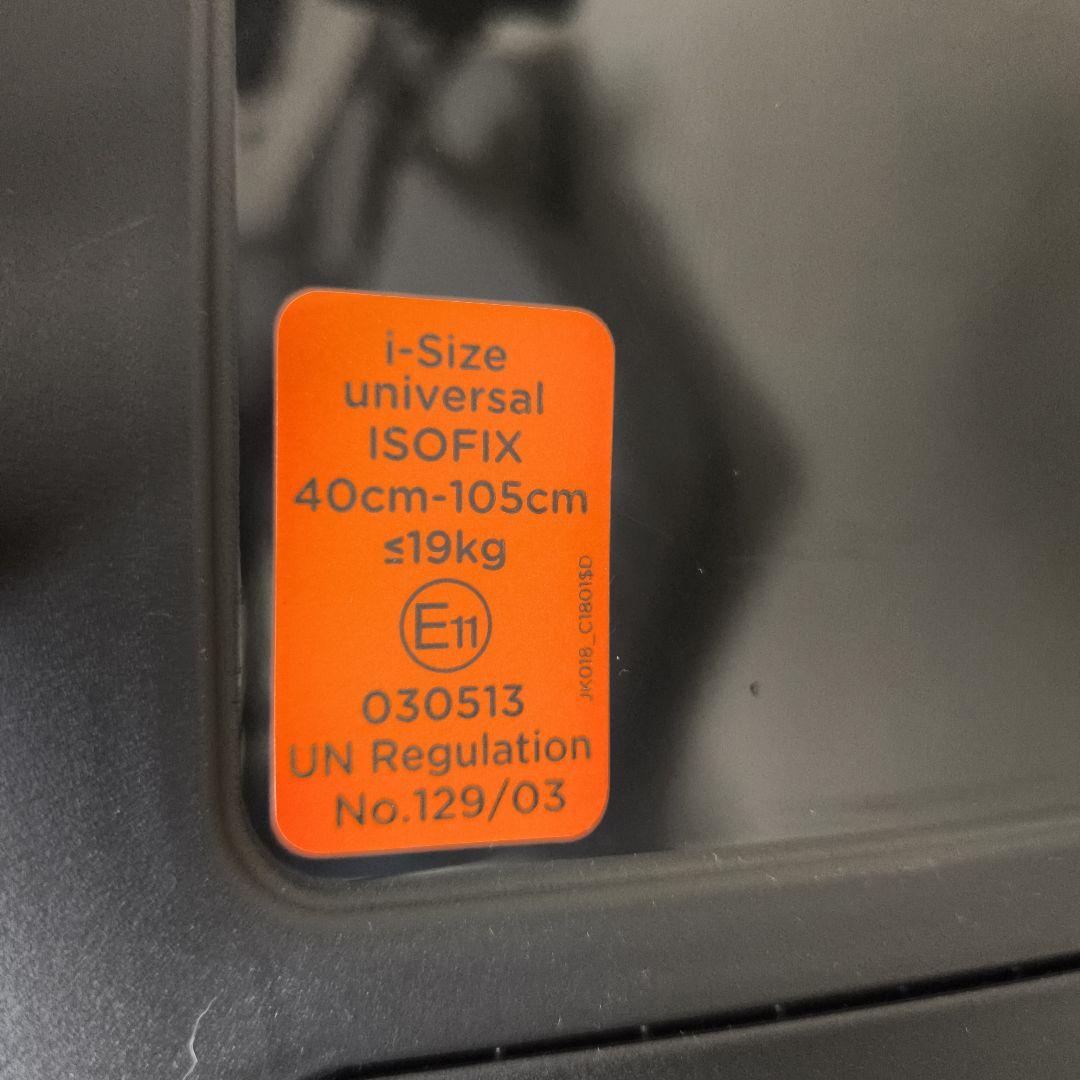 i-Size
universal
ISOFIX
40cm-105cm
≤19kg
E11
030513
UN Regulation
No.129/03
JK018_C1801$D